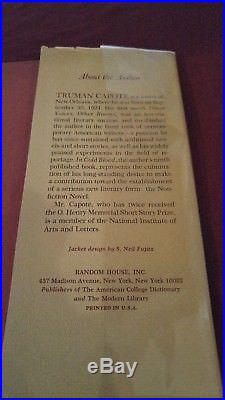 About the Author
TRUMAN CAPOTE is a native of
New Orleans, where he was born on Sep-
tember 30, 1924. His first novel, Other
Voices, Other Rooms, was an interna-
tional literary success and established
the author in the front rank of contem-
porary American writers—a position he
has since sustained with additional nov-
els and short stories, as well as his widely
praised experiments in the field of re-
portage. In Cold Blood, the author's
published book, represents the culmina-
tion of his long-standing desire to make
a contribution toward the establishment
of a serious new literary form: the Non-
fiction Novel.
Mr. Capote, who has twice received
the O. Henry Memorial Short Story Prize,
is a member of the National Institute of
Arts and Letters.
Jacket design by S. Neil Fujita
RANDOM HOUSE, INC.
457 Madison Avenue, New York, New York 10022
Publishers of The American College Dictionary
and The Modern Library
PRINTED IN U.S.A.